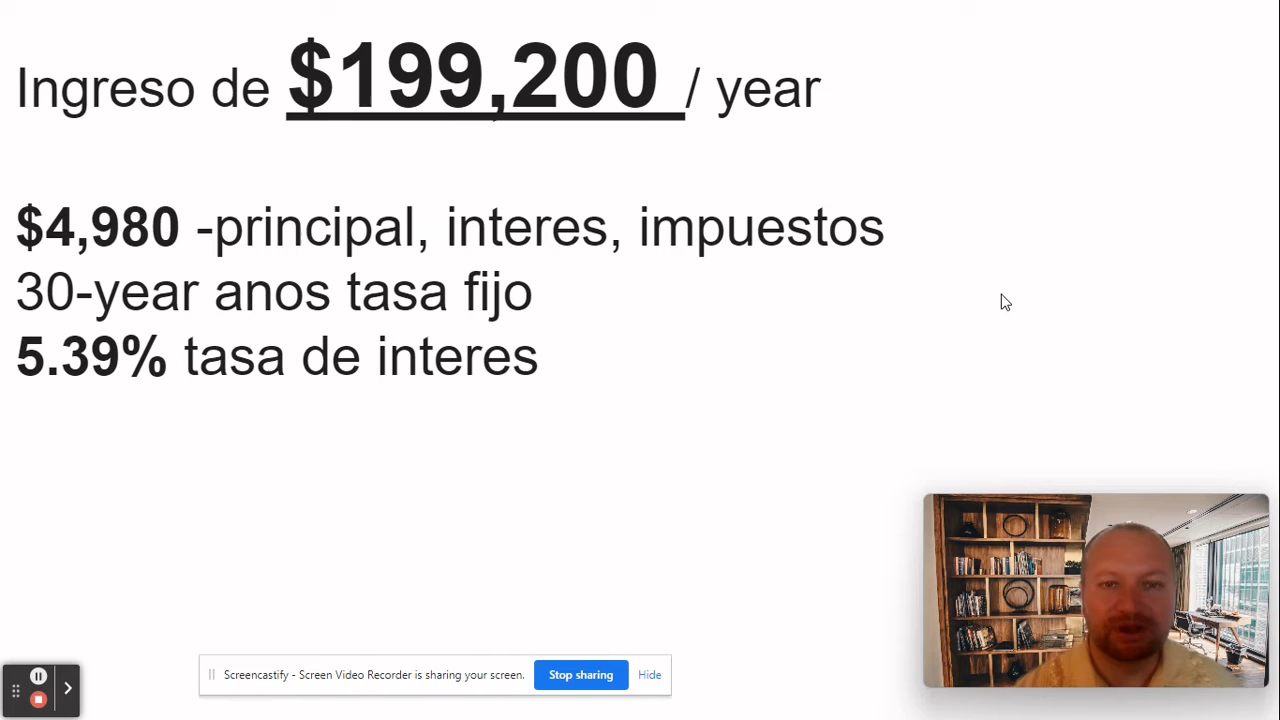 Ingreso de $199,200 / year
$4,980 -principal, interes, impuestos
30-year anos tasa fijo
5.39% tasa de interes
Screencastify - Screen Video Recorder is sharing your screen. Stop sharing Hide